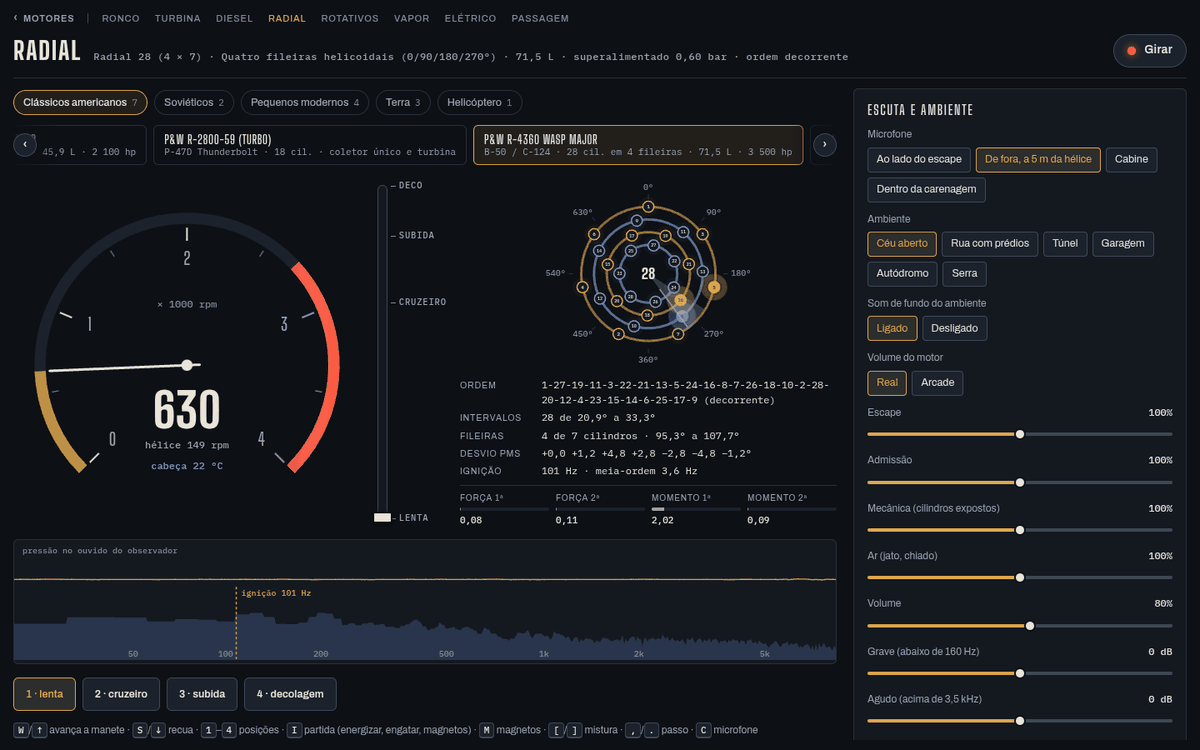 ‹ MOTORES RONCO TURBINA DIESEL RADIAL ROTATIVOS VAPOR ELÉTRICO PASSAGEM
RADIAL Radial 28 (4 × 7) · Quatro fileiras helicoidais (0/90/180/270°) · 71,5 L · superalimentado 0,60 bar · ordem decorrente
Girar
Clássicos americanos 7 Soviéticos 2 Pequenos modernos 4 Terra 3 Helicóptero 1
45,9 L · 2 100 hp
P&W R-2800-59 (TURBO)
P-47D Thunderbolt · 18 cil. · coletor único e turbina
P&W R-4360 WASP MAJOR
B-50 / C-124 · 28 cil. em 4 fileiras · 71,5 L · 3 500 hp
0 1 2 3 4
× 1000 rpm
630
hélice 149 rpm
cabeça 22 °C
DECO
SUBIDA
CRUZEIRO
LENTA
0° 90° 180° 270° 360° 450° 540° 630°
28
ORDEM 1-27-19-11-3-22-21-13-5-24-16-8-7-26-18-10-2-28-
20-12-4-23-15-14-6-25-17-9 (decorrente)
INTERVALOS 28 de 20,9° a 33,3°
FILEIRAS 4 de 7 cilindros · 95,3° a 107,7°
DESVIO PMS +0,0 +1,2 +4,8 +2,8 −2,8 −4,8 −1,2°
IGNIÇÃO 101 Hz · meia-ordem 3,6 Hz
FORÇA 1ª FORÇA 2ª MOMENTO 1ª MOMENTO 2ª
0,08 0,11 2,02 0,09
pressão no ouvido do observador
ignição 101 Hz
50 100 200 500 1k 2k 5k
1 · lenta 2 · cruzeiro 3 · subida 4 · decolagem
W/↑ avança a manete · S/↓ recua · 1–4 posições · I partida (energizar, engatar, magnetos) · M magnetos · [/] mistura · ,/. passo · C microfone
ESCUTA E AMBIENTE
Microfone
Ao lado do escape De fora, a 5 m da hélice Cabine
Dentro da carenagem
Ambiente
Céu aberto Rua com prédios Túnel Garagem
Autódromo Serra
Som de fundo do ambiente
Ligado Desligado
Volume do motor
Real Arcade
Escape 100%
Admissão 100%
Mecânica (cilindros expostos) 100%
Ar (jato, chiado) 100%
Volume 80%
Grave (abaixo de 160 Hz) 0 dB
Agudo (acima de 3,5 kHz) 0 dB